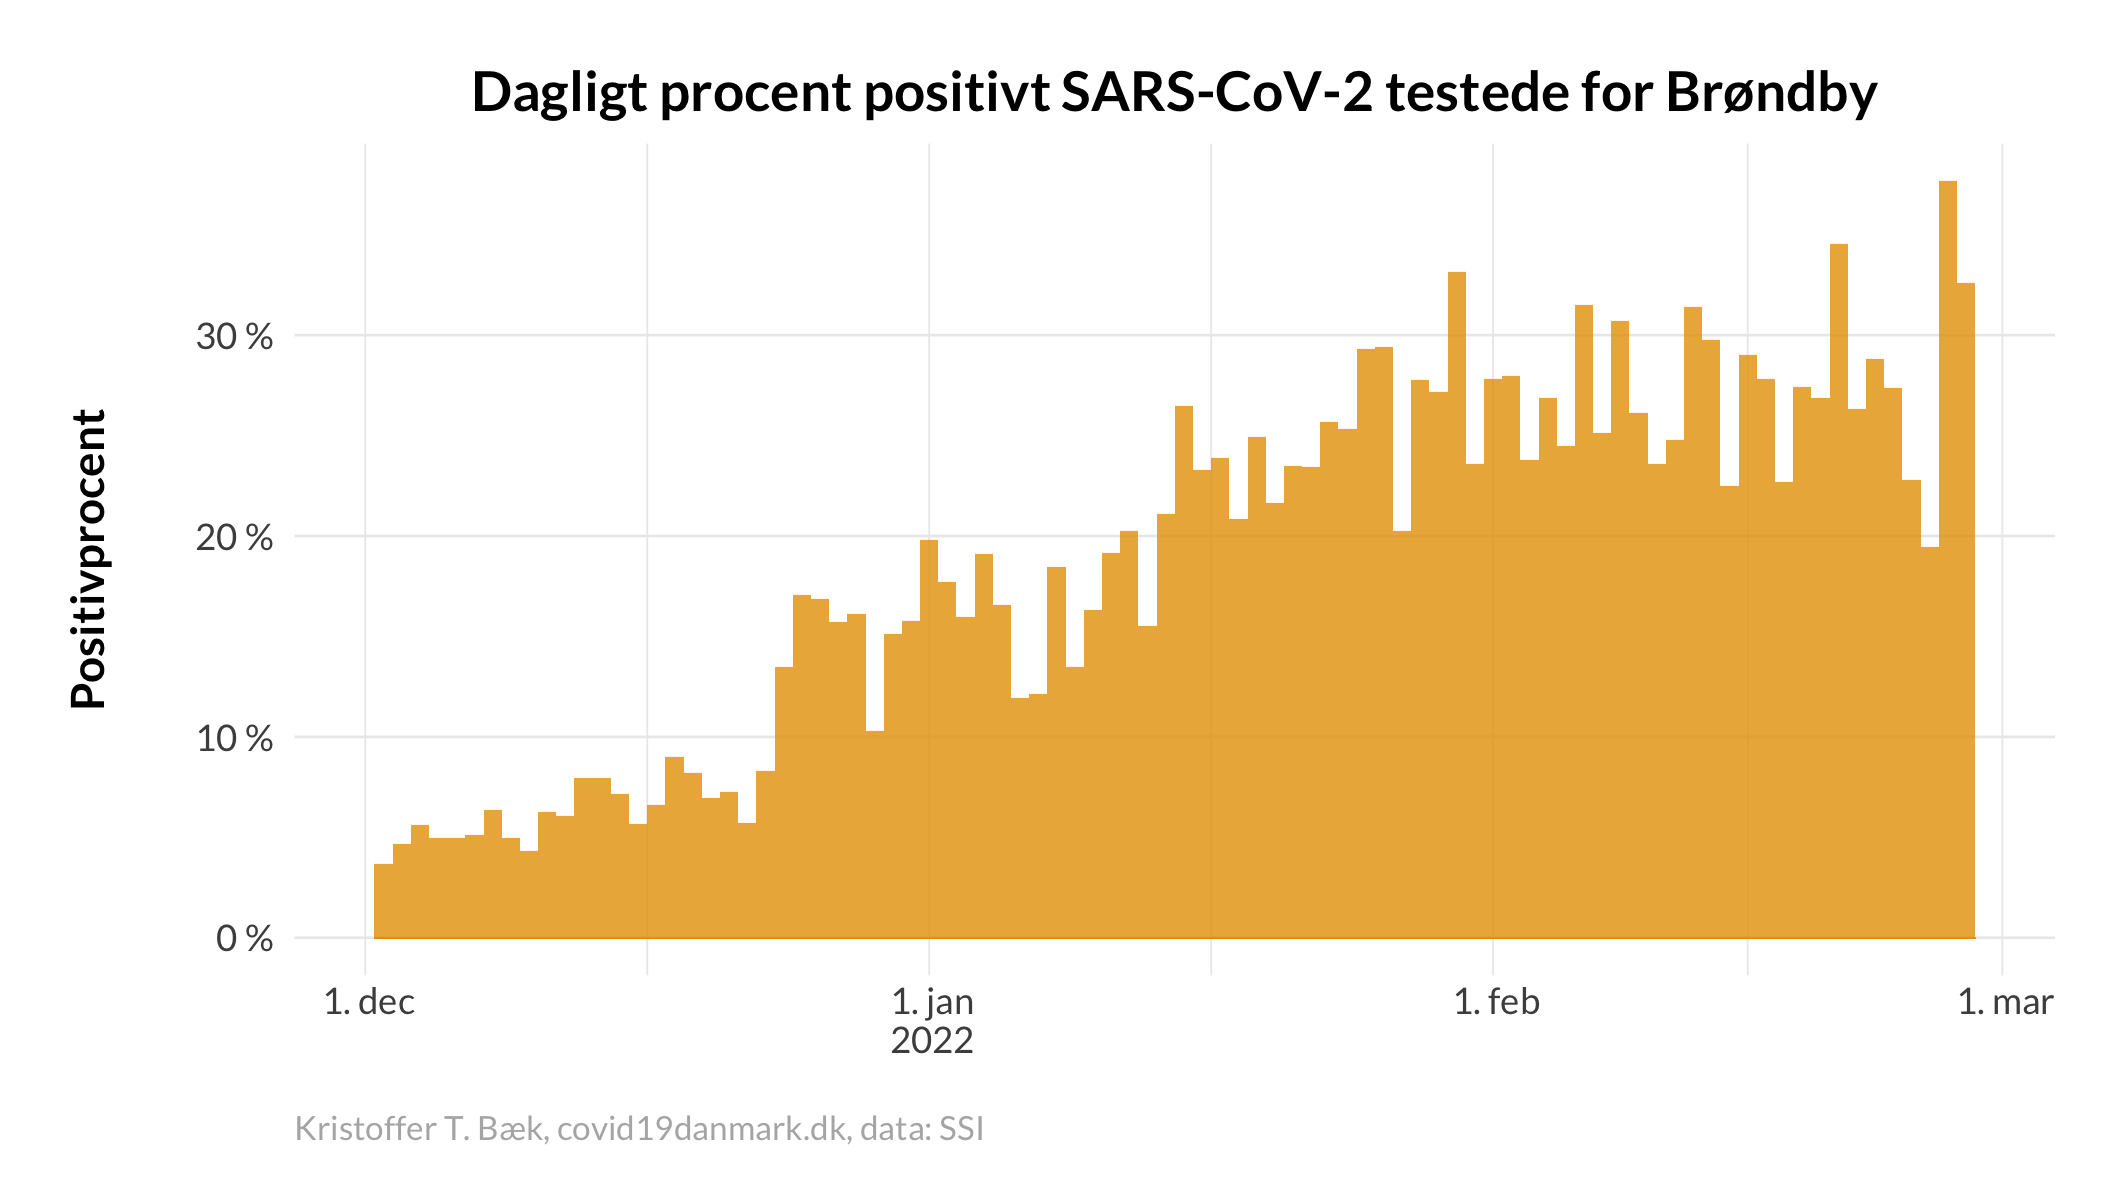 Dagligt procent positivt SARS-CoV-2 testede for Brøndby
Positivprocent
30 %
20 %
10 %
0 %
1. dec
1. jan
2022
1. feb
1. mar
Kristoffer T. Bæk, covid19danmark.dk, data: SSI